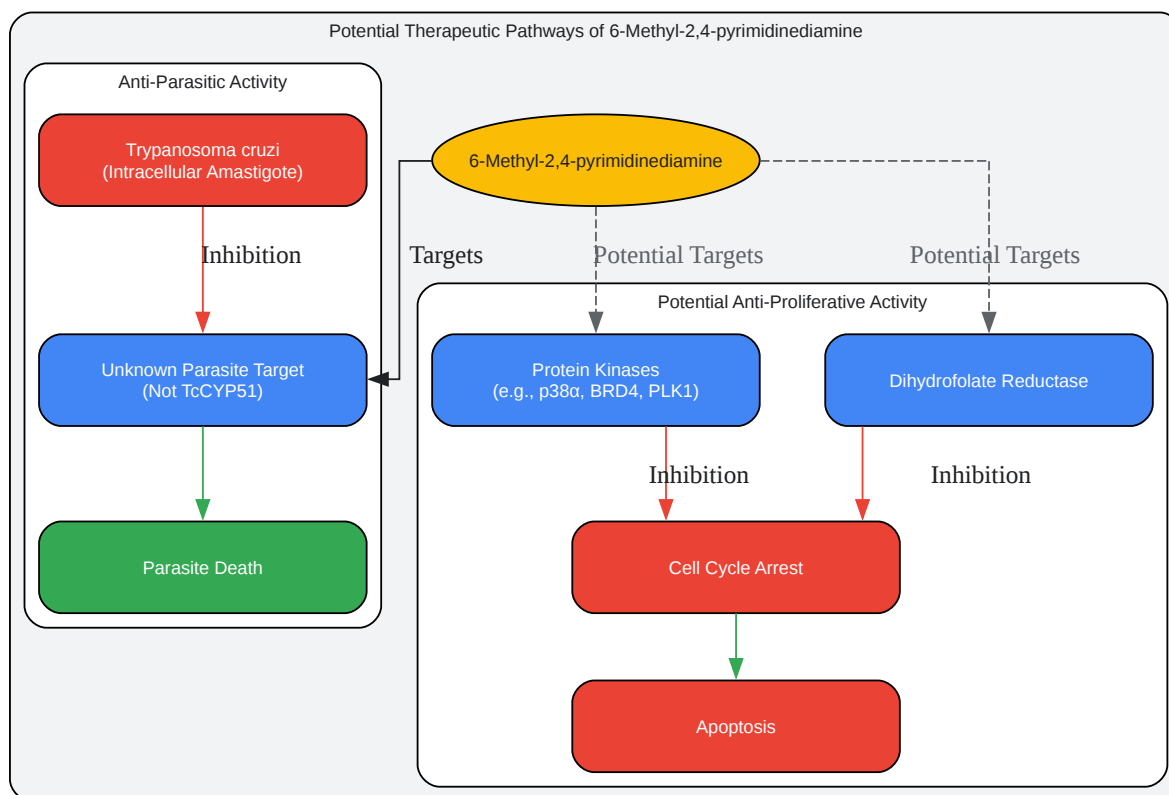 Potential Therapeutic Pathways of 6-Methyl-2,4-pyrimidinediamine
Anti-Parasitic Activity
Trypanosoma cruzi
(Intracellular Amastigote)
6-Methyl-2,4-pyrimidinediamine
Inhibition
Targets
Potential Targets
Potential Targets
Potential Anti-Proliferative Activity
Unknown Parasite Target
(Not TcCYP51)
Protein Kinases
(e.g., p38α, BRD4, PLK1)
Dihydrofolate Reductase
Inhibition
Inhibition
Parasite Death
Cell Cycle Arrest
Apoptosis